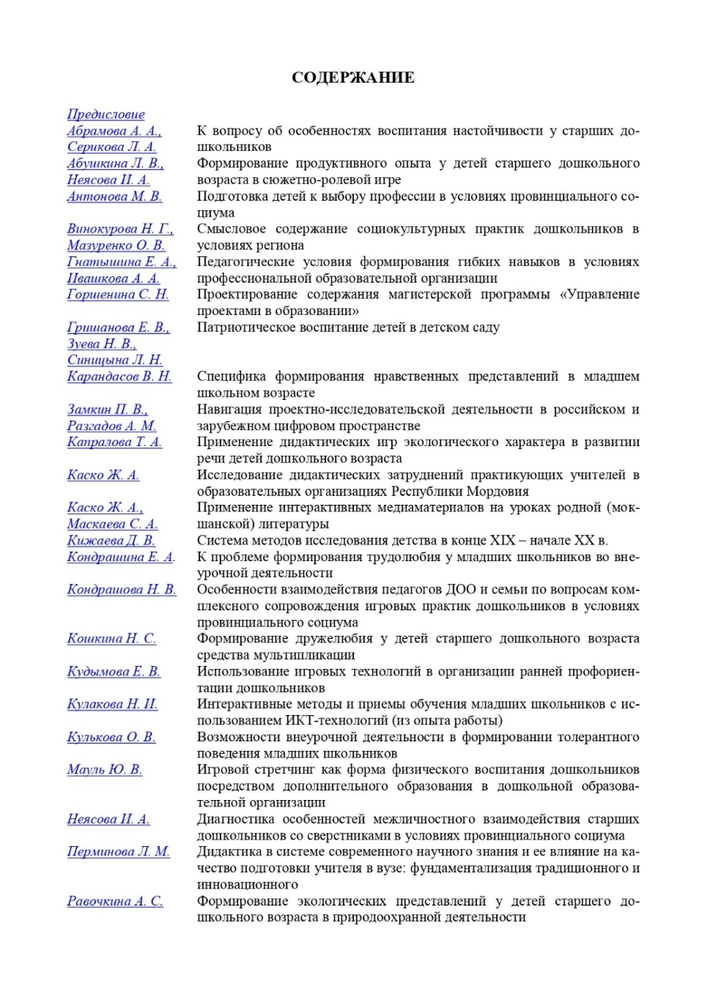 СОДЕРЖАНИЕ
Предисловие
Абрамова А. А., К вопросу об особенностях воспитания настойчивости у старших до-
Серикова Л. А. школьников
Абушкина Л. В., Формирование продуктивного опыта у детей старшего дошкольного
Неясова И. А. возраста в сюжетно-ролевой игре
Антонова М. В. Подготовка детей к выбору профессии в условиях провинциального со-
циума
Винокурова Н. Г., Смысловое содержание социокультурных практик дошкольников в
Мазуренко О. В. условиях региона
Гнатышина Е. А., Педагогические условия формирования гибких навыков в условиях
Ивашкова А. А. профессиональной образовательной организации
Горшенина С. Н. Проектирование содержания магистерской программы «Управление
проектами в образовании»
Гришанова Е. В., Патриотическое воспитание детей в детском саду
Зуева Н. В.,
Синицына Л. Н.
Карандасов В. Н. Специфика формирования нравственных представлений в младшем
школьном возрасте
Замкин П. В., Навигация проектно-исследовательской деятельности в российском и
Разгадов А. М. зарубежном цифровом пространстве
Капралова Т. А. Применение дидактических игр экологического характера в развитии
речи детей дошкольного возраста
Каско Ж. А. Исследование дидактических затруднений практикующих учителей в
образовательных организациях Республики Мордовия
Каско Ж. А., Применение интерактивных медиаматериалов на уроках родной (мок-
Маскаева С. А. шанской) литературы
Кижаева Д. В. Система методов исследования детства в конце XIX – начале XX в.
Кондрашина Е. А. К проблеме формирования трудолюбия у младших школьников во вне-
урочной деятельности
Кондрашова Н. В. Особенности взаимодействия педагогов ДОО и семьи по вопросам ком-
плексного сопровождения игровых практик дошкольников в условиях
провинциального социума
Кошкина Н. С. Формирование дружелюбия у детей старшего дошкольного возраста
средства мультипликации
Кудымова Е. В. Использование игровых технологий в организации ранней профориен-
тации дошкольников
Кулакова Н. И. Интерактивные методы и приемы обучения младших школьников с ис-
пользованием ИКТ-технологий (из опыта работы)
Кулькова О. В. Возможности внеурочной деятельности в формировании толерантного
поведения младших школьников
Мауль Ю. В. Игровой стретчинг как форма физического воспитания дошкольников
посредством дополнительного образования в дошкольной образова-
тельной организации
Неясова И. А. Диагностика особенностей межличностного взаимодействия старших
дошкольников со сверстниками в условиях провинциального социума
Перминова Л. М. Дидактика в системе современного научного знания и ее влияние на ка-
чество подготовки учителя в вузе: фундаментализация традиционного и
инновационного
Равочкина А. С. Формирование экологических представлений у детей старшего до-
школьного возраста в природоохранной деятельности